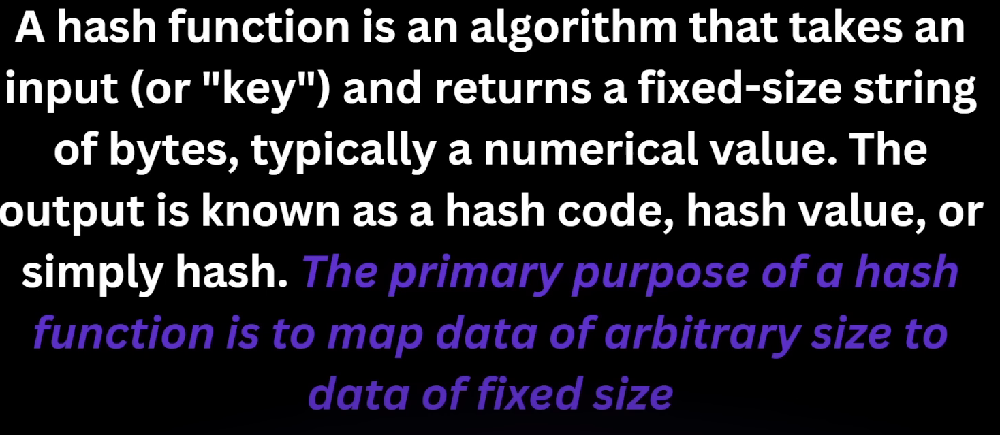 A hash function is an algorithm that takes an
input (or "key") and returns a fixed-size string
of bytes, typically a numerical value. The
output is known as a hash code, hash value, or
simply hash. The primary purpose of a hash
function is to map data of arbitrary size to
data of fixed size